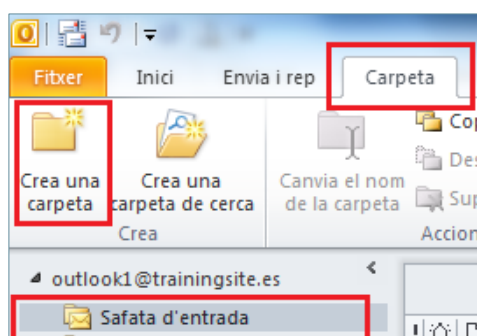 Fitxer Inici Envia i rep Carpeta
Crea una carpeta
Crea una carpeta de cerca
Canvia el nom de la carpeta
Crea
outlook1@trainingsite.es
Safata d'entrada